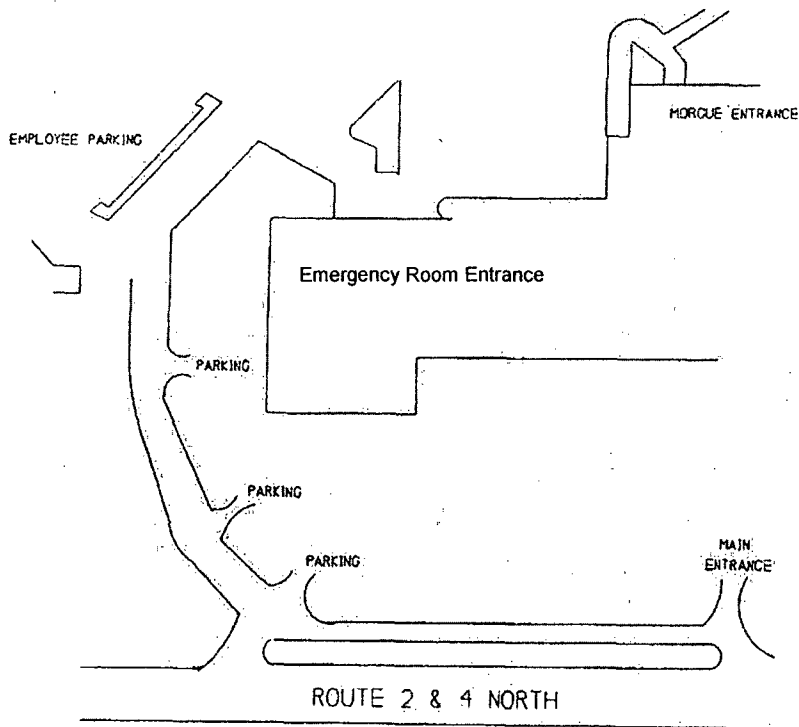 MORGUE ENTRANCE
EMPLOYEE PARKING
Emergency Room Entrance
PARKING
PARKING
PARKING
MAIN
ENTRANCE
ROUTE 2 & 4 NORTH